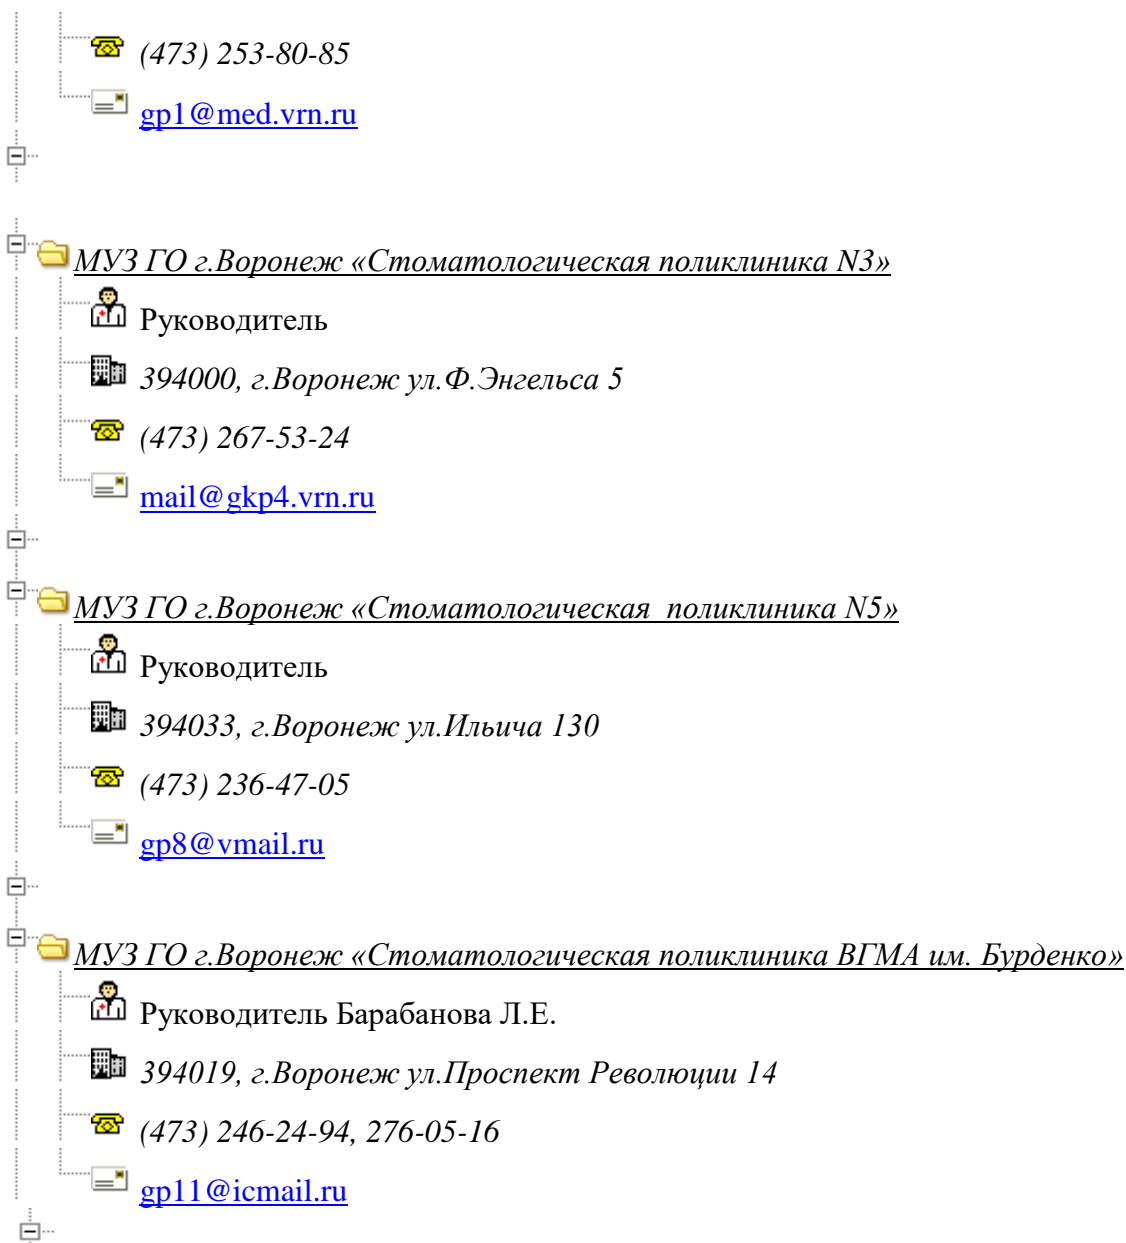 (473) 253-80-85
gp1@med.vrn.ru
МУЗ ГО г.Воронеж «Стоматологическая поликлиника N3»
Руководитель
394000, г.Воронеж ул.Ф.Энгельса 5
(473) 267-53-24
mail@gkp4.vrn.ru
МУЗ ГО г.Воронеж «Стоматологическая поликлиника N5»
Руководитель
394033, г.Воронеж ул.Ильича 130
(473) 236-47-05
gp8@vmail.ru
МУЗ ГО г.Воронеж «Стоматологическая поликлиника ВГМА им. Бурденко»
Руководитель Барабанова Л.Е.
394019, г.Воронеж ул.Проспект Революции 14
(473) 246-24-94, 276-05-16
gp11@icmail.ru